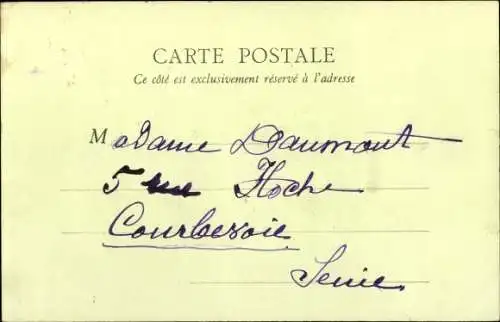 CARTE POSTALE
Ce côté est exclusivement réservé à l'adresse
Madame Daumont
5 rue Hoche
Courbevoie
Seine.